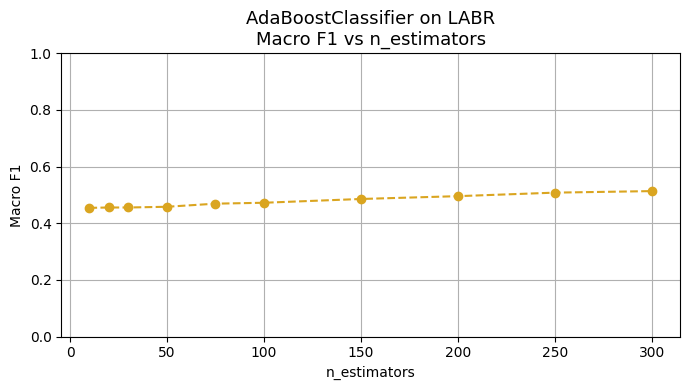 AdaBoostClassifier on LABR
Macro F1 vs n_estimators
1.0
0.8
0.6
0.4
0.2
0.0
Macro F1
0 50 100 150 200 250 300
n_estimators